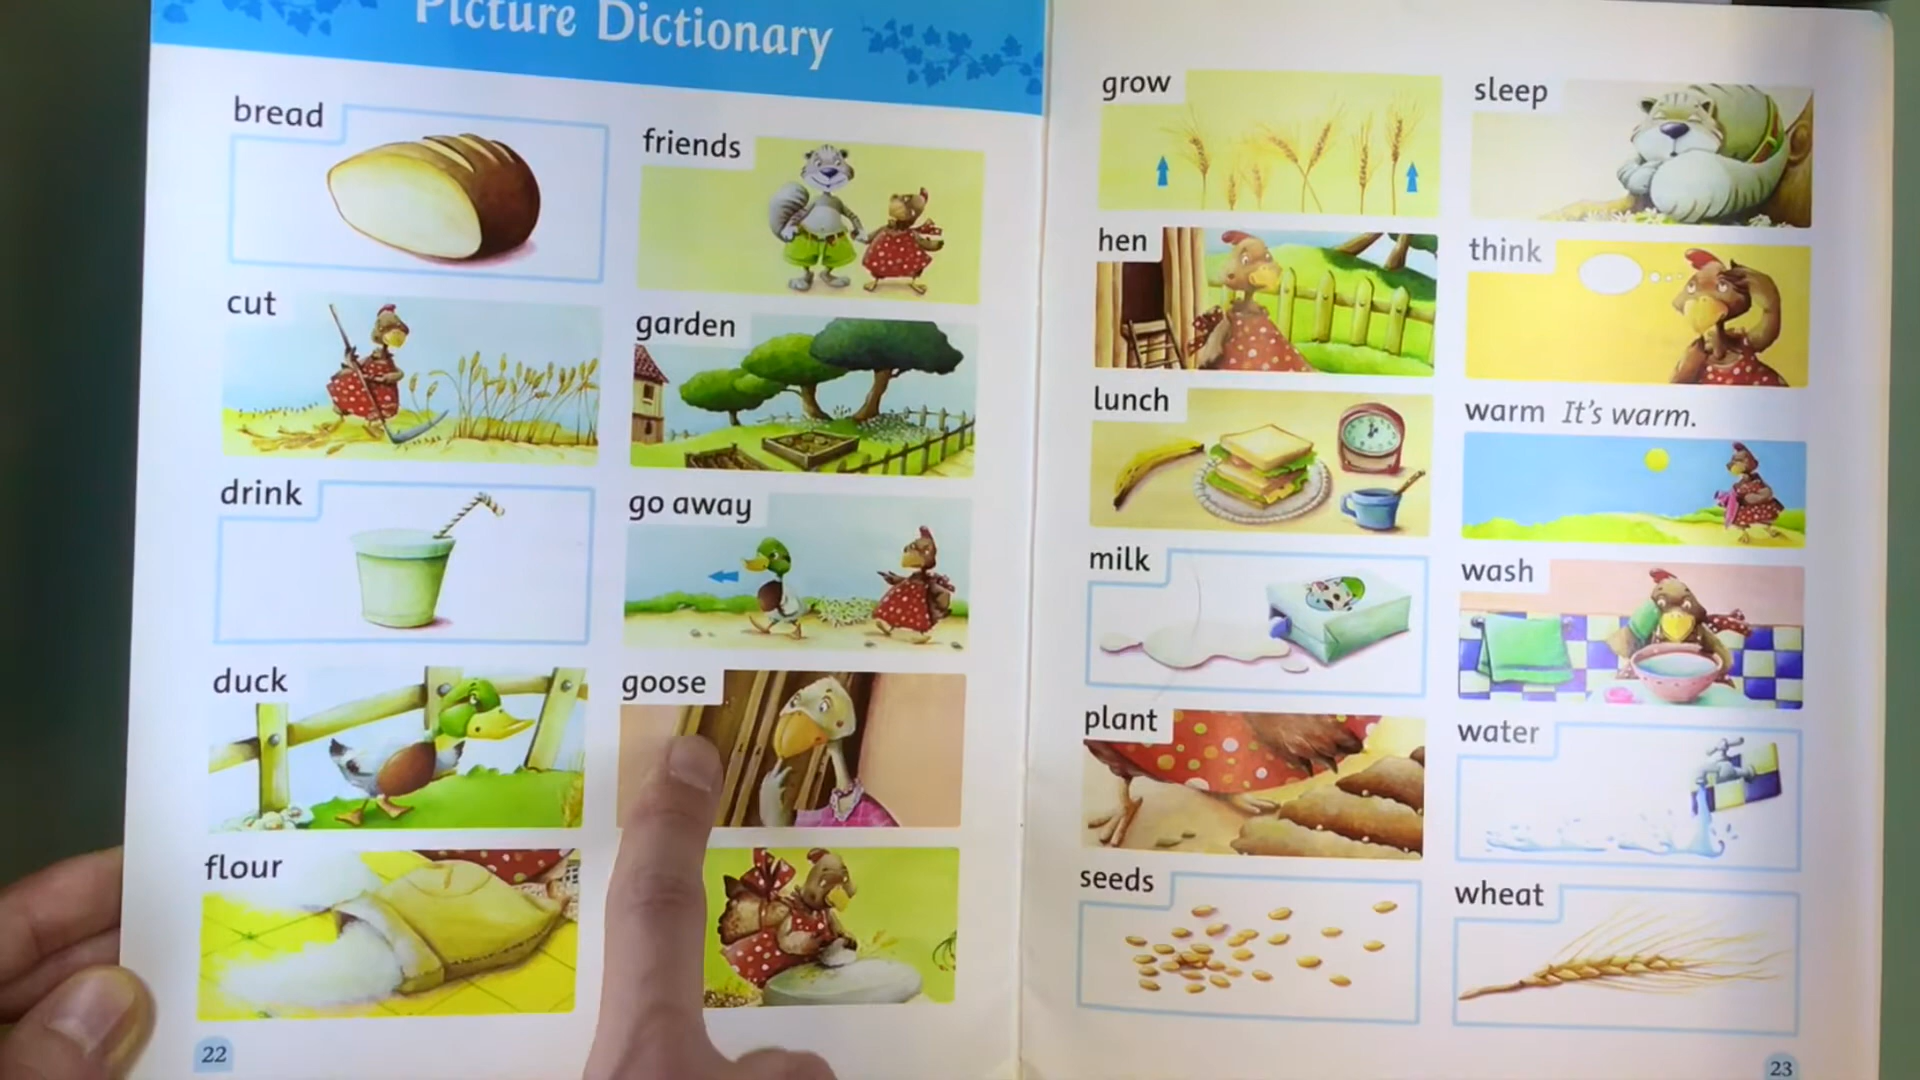 Picture Dictionary
bread
cut
drink
duck
flour
friends
garden
go away
goose
22
grow
hen
lunch
milk
plant
seeds
sleep
think
warm It's warm.
wash
water
wheat
23